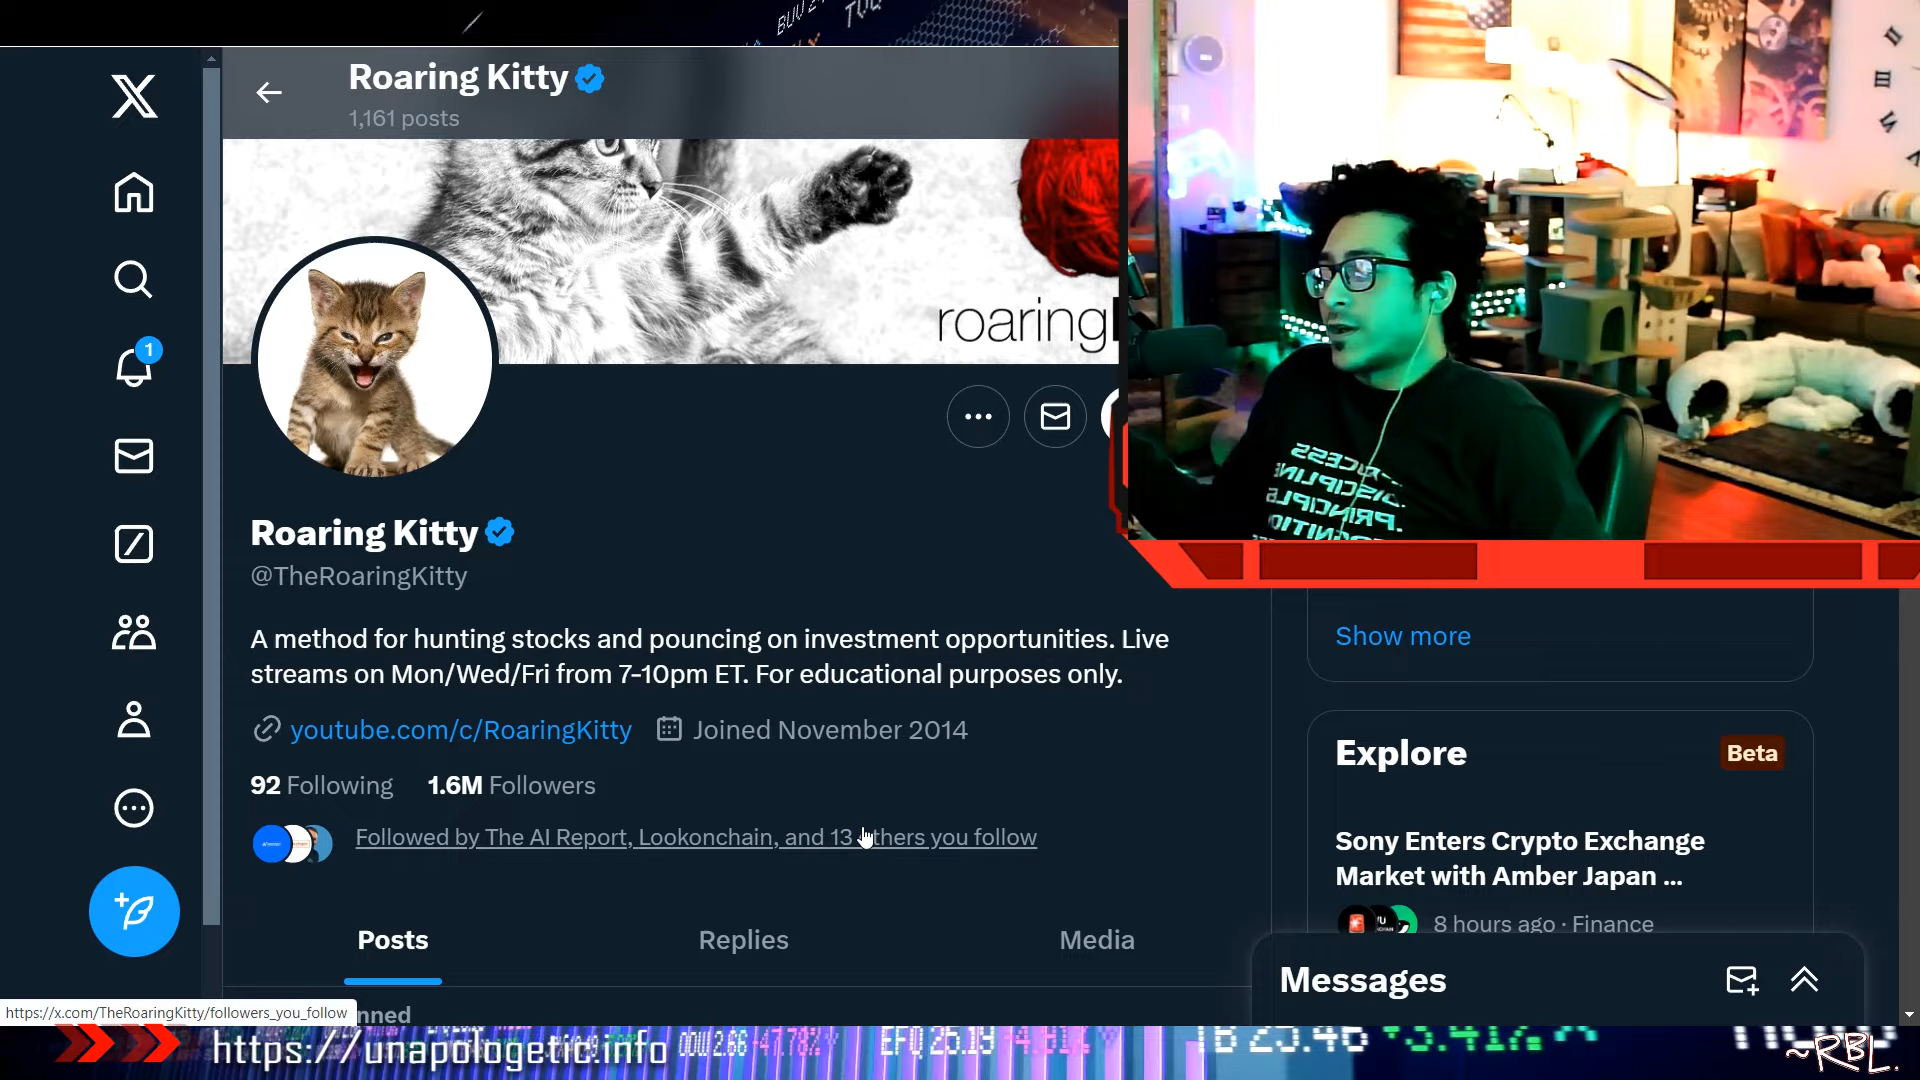 Roaring Kitty
1,161 posts
1
roaring
Roaring Kitty
@TheRoaringKitty
A method for hunting stocks and pouncing on investment opportunities. Live
streams on Mon/Wed/Fri from 7-10pm ET. For educational purposes only.
youtube.com/c/RoaringKitty
Joined November 2014
92 Following
1.6M Followers
Followed by The AI Report, Lookonchain, and 13 others you follow
Posts
Replies
Media
nned
Show more
Explore
Beta
Sony Enters Crypto Exchange
Market with Amber Japan ...
8 hours ago · Finance
Messages
https://x.com/TheRoaringKitty/followers_you_follow
https://unapologetic.info
~RBL.